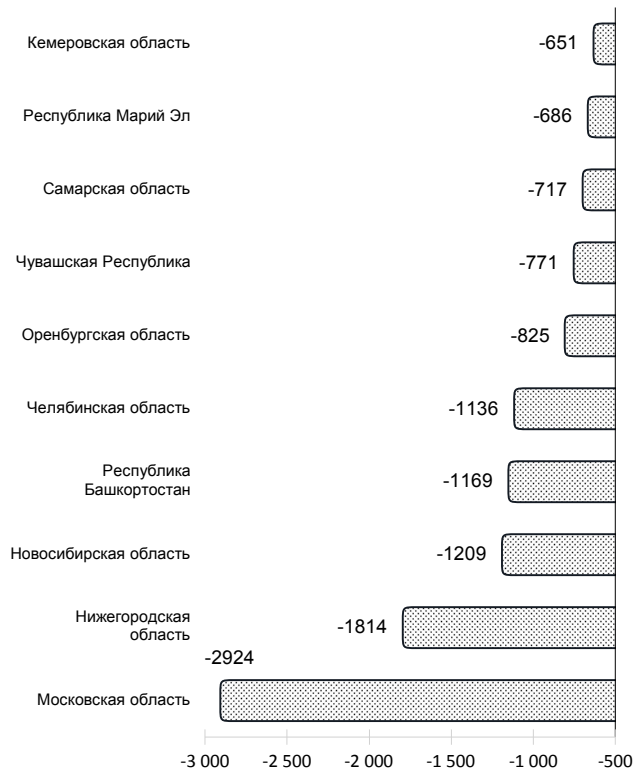 Кемеровская область
-651
Республика Марий Эл
-686
Самарская область
-717
Чувашская Республика
-771
Оренбургская область
-825
Челябинская область
-1136
Республика
Башкортостан
-1169
Новосибирская область
-1209
Нижегородская
область
-1814
-2924
Московская область
-3 000 -2 500 -2 000 -1 500 -1 000 -500